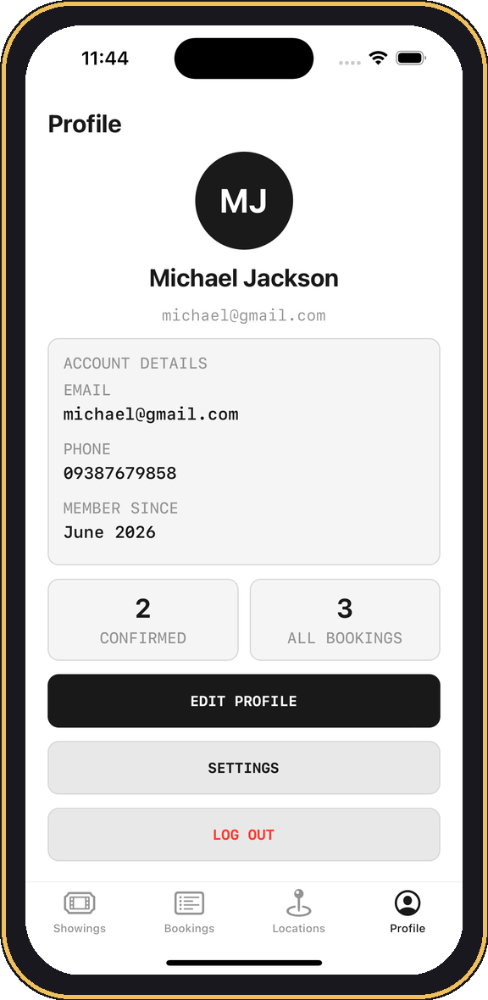 11:44
Profile
MJ
Michael Jackson
michael@gmail.com
ACCOUNT DETAILS
EMAIL
michael@gmail.com
PHONE
09387679858
MEMBER SINCE
June 2026
2
CONFIRMED
3
ALL BOOKINGS
EDIT PROFILE
SETTINGS
LOG OUT
Showings
Bookings
Locations
Profile